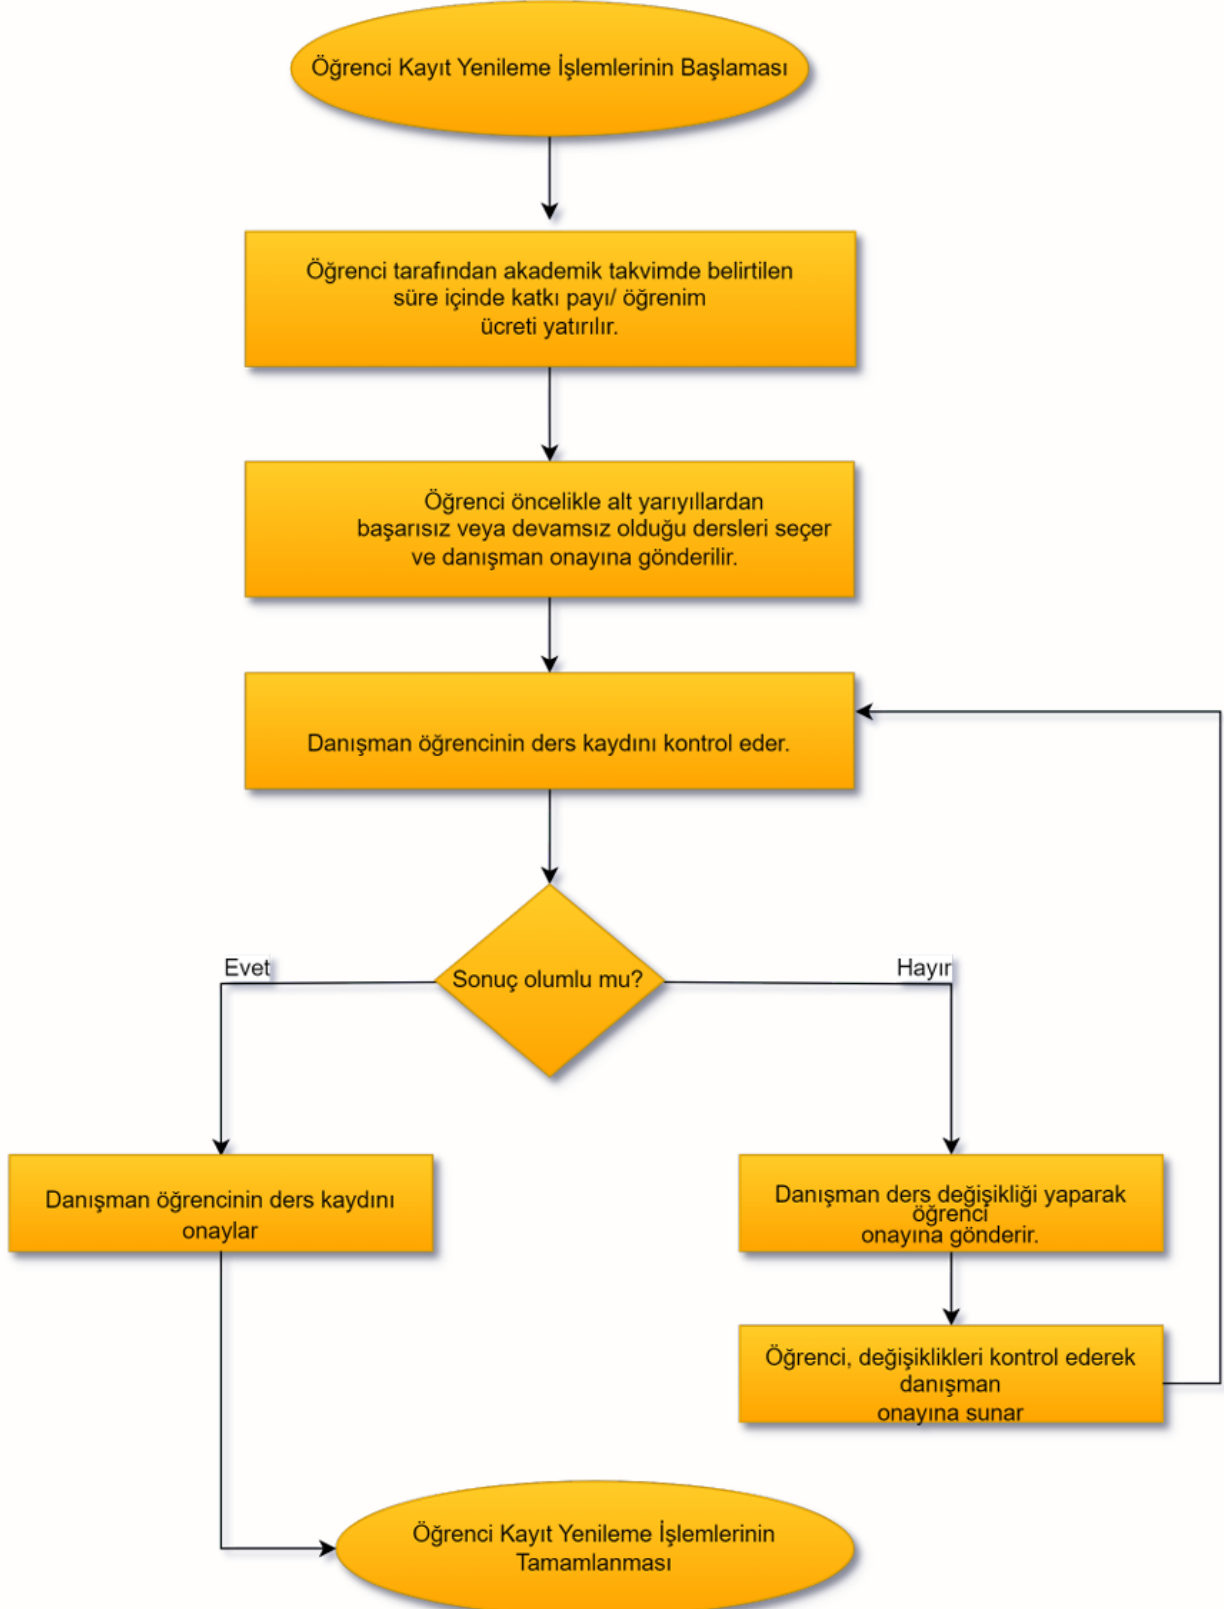 Öğrenci Kayıt Yenileme İşlemlerinin Başlaması
Öğrenci tarafından akademik takvimde belirtilen
süre içinde katkı payı/ öğrenim
ücreti yatırılır.
Öğrenci öncelikle alt yarıyıllardan
başarısız veya devamsız olduğu dersleri seçer
ve danışman onayına gönderilir.
Danışman öğrencinin ders kaydını kontrol eder.
Sonuç olumlu mu?
Evet
Hayır
Danışman öğrencinin ders kaydını
onaylar
Danışman ders değişikliği yaparak
öğrenci
onayına gönderir.
Öğrenci, değişiklikleri kontrol ederek
danışman
onayına sunar
Öğrenci Kayıt Yenileme İşlemlerinin
Tamamlanması